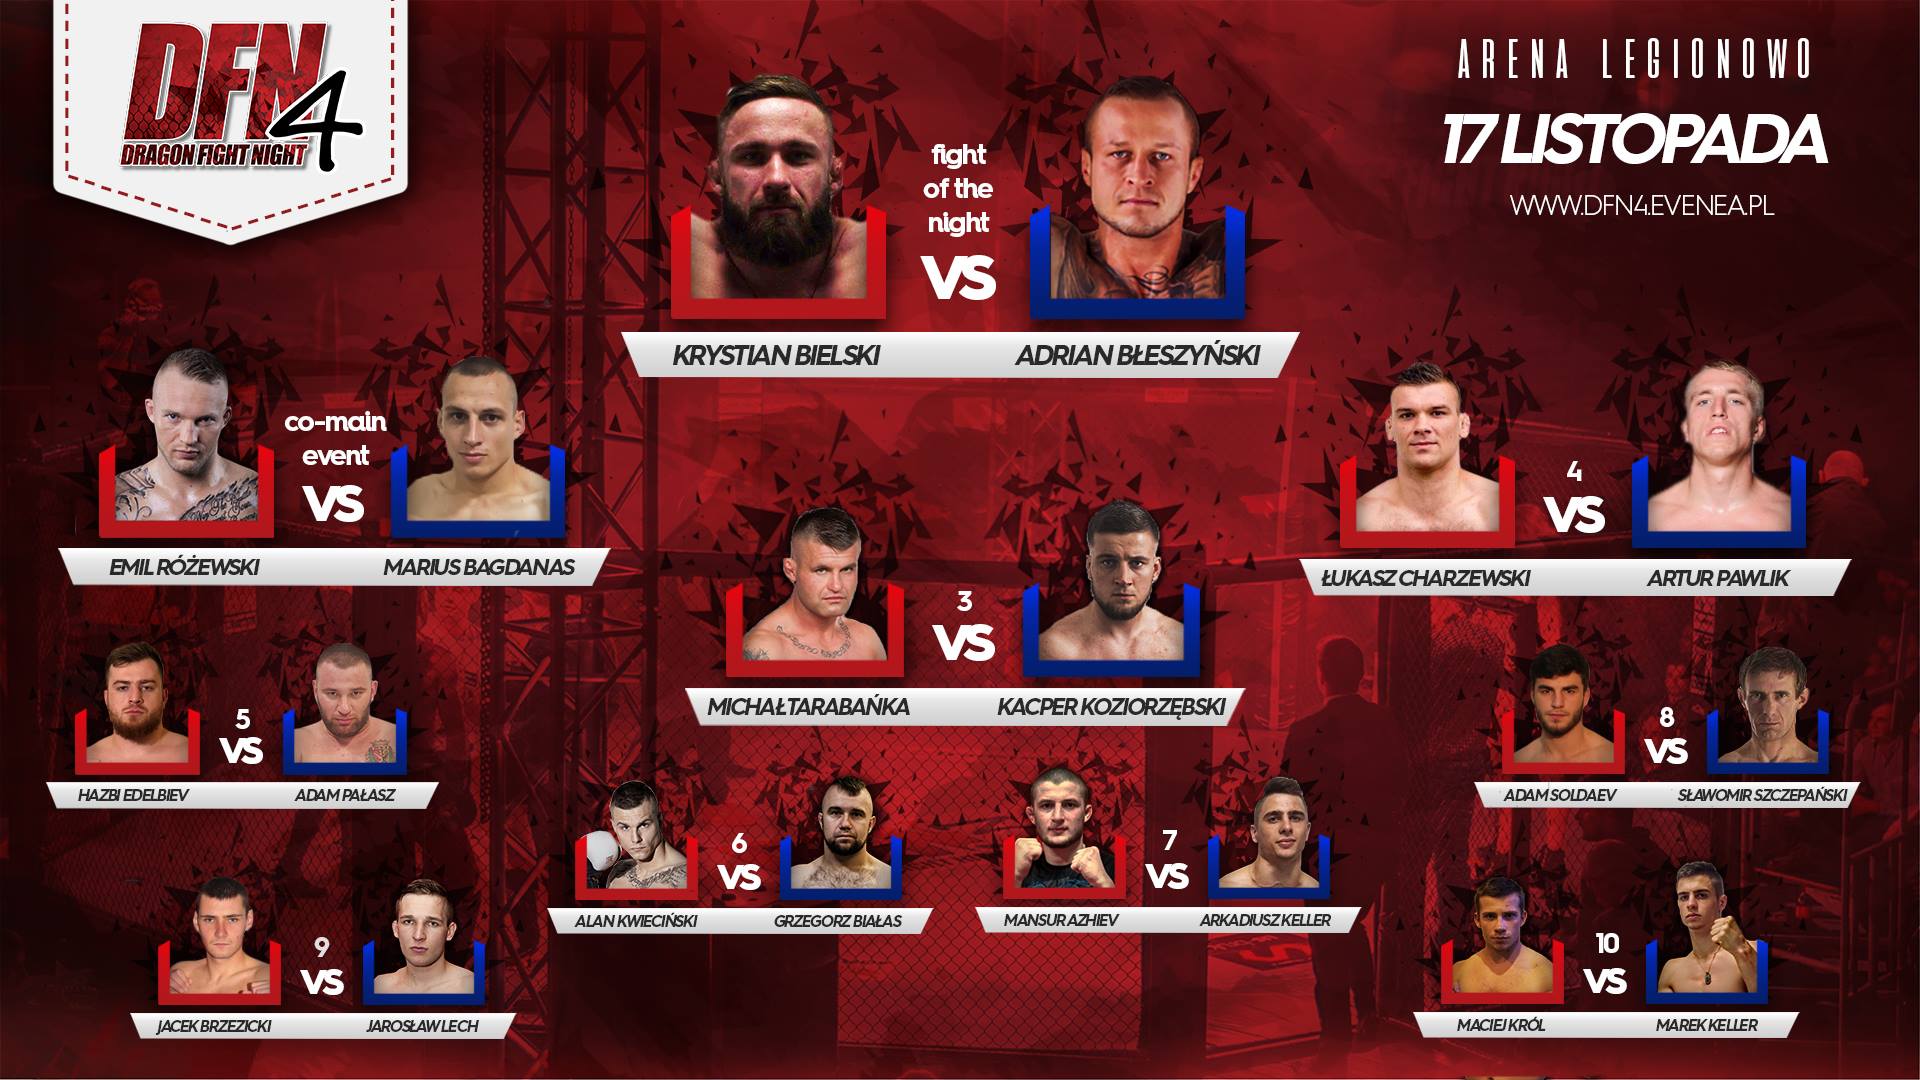 DFN4
DRAGON FIGHT NIGHT
ARENA LEGIONOWO
17 LISTOPADA
WWW.DFN4.EVENEA.PL
fight
of the
night
VS
KRYSTIAN BIELSKI ADRIAN BŁESZYŃSKI
co-main
event
VS
EMIL RÓŻEWSKI MARIUS BAGDANAS
4
VS
ŁUKASZ CHARZEWSKI ARTUR PAWLIK
3
VS
MICHAŁ TARABAŃKA KACPER KOZIORZĘBSKI
5
VS
HAZBI EDELBIEV ADAM PAŁASZ
8
VS
ADAM SOLDAEV SŁAWOMIR SZCZEPAŃSKI
6
VS
ALAN KWIECIŃSKI GRZEGORZ BIAŁAS
7
VS
MANSUR AZHIEV ARKADIUSZ KELLER
9
VS
JACEK BRZEZICKI JAROSŁAW LECH
10
VS
MACIEJ KRÓL MAREK KELLER